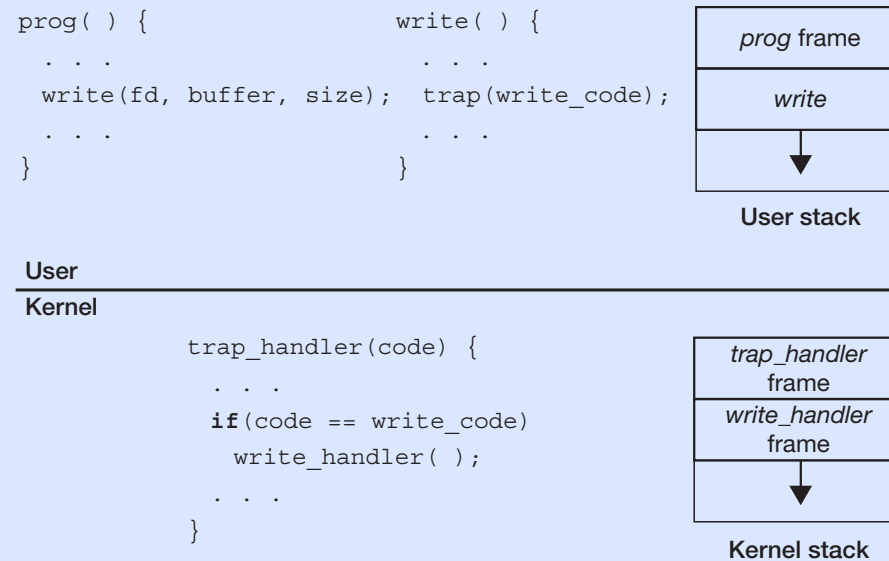 prog( ) {
. . .
write(fd, buffer, size);
. . .
}
write( ) {
. . .
trap(write_code);
. . .
}
prog frame
write
User stack
User
Kernel
trap_handler(code) {
. . .
if(code == write_code)
write_handler( );
. . .
}
trap_handler
frame
write_handler
frame
Kernel stack